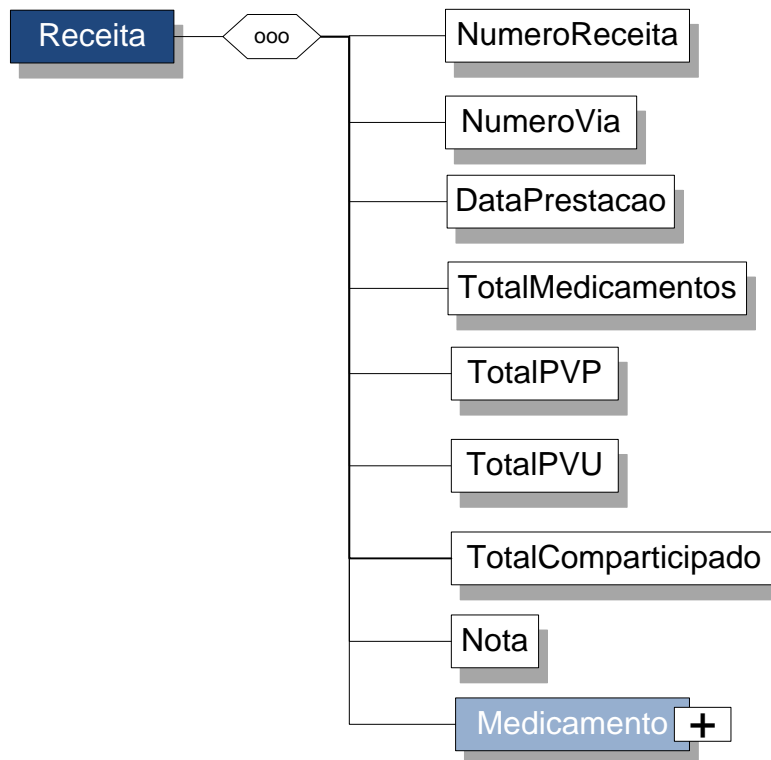 Receita
ooo
NumeroReceita
NumeroVia
DataPrestacao
TotalMedicamentos
TotalPVP
TotalPVU
TotalComparticipado
Nota
Medicamento +